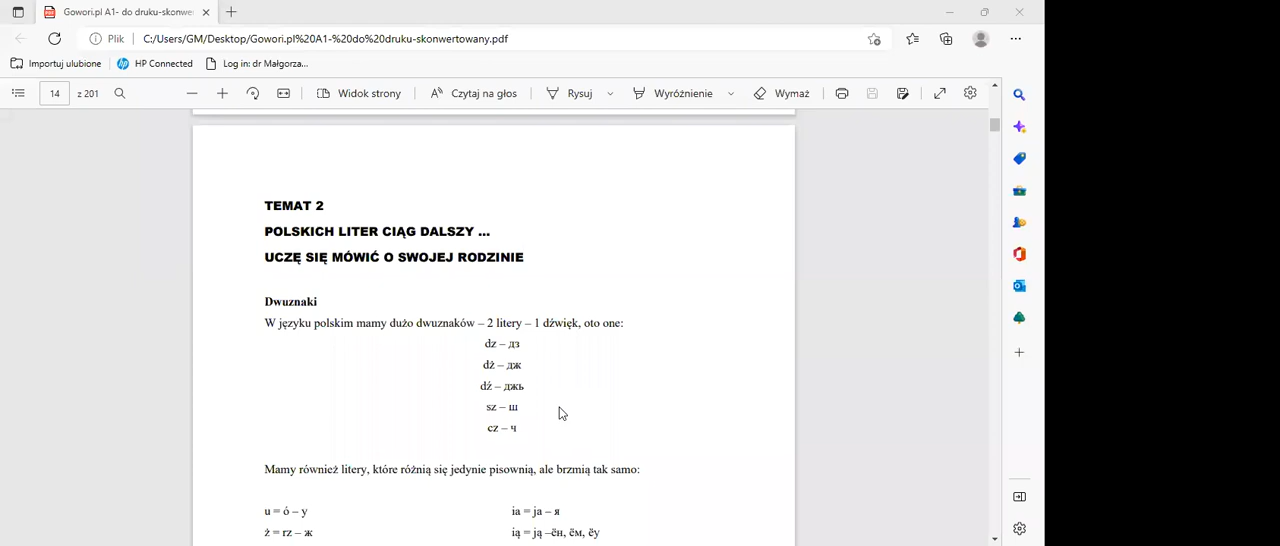 Gowori.pl A1- do druku-skonwer
Plik C:/Users/GM/Desktop/Gowori.pl%20A1-%20do%20druku-skonwertowany.pdf
Importuj ulubione HP Connected Log in: dr Małgorza...
14 z 201 Widok strony Czytaj na głos Rysuj Wyróżnienie Wymaż
TEMAT 2
POLSKICH LITER CIĄG DALSZY ...
UCZĘ SIĘ MÓWIĆ O SWOJEJ RODZINIE
Dwuznaki
W języku polskim mamy dużo dwuznaków – 2 litery – 1 dźwięk, oto one:
dz – дз
dż – дж
dź – джь
sz – ш
cz – ч
Mamy również litery, które różnią się jedynie pisownią, ale brzmią tak samo:
u = ó – у
ż = rz – ж
ia = ja – я
ią = ją –ён, ём, ёу